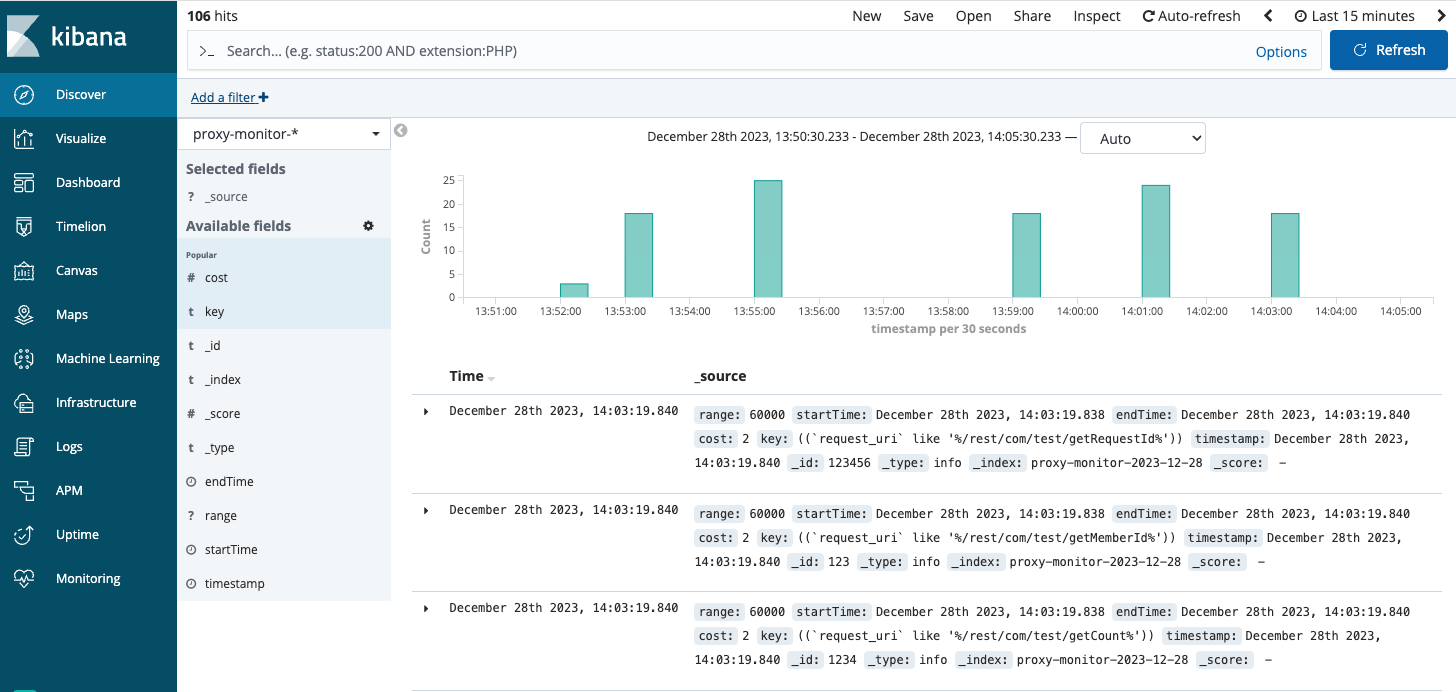 kibana
Discover
Visualize
Dashboard
Timelion
Canvas
Maps
Machine Learning
Infrastructure
Logs
APM
Uptime
Monitoring
106 hits
New Save Open Share Inspect Auto-refresh Last 15 minutes
>_ Search... (e.g. status:200 AND extension:PHP) Options Refresh
Add a filter +
proxy-monitor-*
Selected fields
? _source
Available fields
Popular
# cost
t key
t _id
t _index
# _score
t _type
endTime
? range
startTime
timestamp
December 28th 2023, 13:50:30.233 - December 28th 2023, 14:05:30.233 — Auto
Count
25
20
15
10
5
0
13:51:00 13:52:00 13:53:00 13:54:00 13:55:00 13:56:00 13:57:00 13:58:00 13:59:00 14:00:00 14:01:00 14:02:00 14:03:00 14:04:00 14:05:00
timestamp per 30 seconds
Time _source
December 28th 2023, 14:03:19.840 range: 60000 startTime: December 28th 2023, 14:03:19.838 endTime: December 28th 2023, 14:03:19.840
cost: 2 key: ((`request_uri` like '%/rest/com/test/getRequestId%')) timestamp: December 28th 2023,
14:03:19.840 _id: 123456 _type: info _index: proxy-monitor-2023-12-28 _score: –
December 28th 2023, 14:03:19.840 range: 60000 startTime: December 28th 2023, 14:03:19.838 endTime: December 28th 2023, 14:03:19.840
cost: 2 key: ((`request_uri` like '%/rest/com/test/getMemberId%')) timestamp: December 28th 2023,
14:03:19.840 _id: 123 _type: info _index: proxy-monitor-2023-12-28 _score: –
December 28th 2023, 14:03:19.840 range: 60000 startTime: December 28th 2023, 14:03:19.838 endTime: December 28th 2023, 14:03:19.840
cost: 2 key: ((`request_uri` like '%/rest/com/test/getCount%')) timestamp: December 28th 2023,
14:03:19.840 _id: 1234 _type: info _index: proxy-monitor-2023-12-28 _score: –